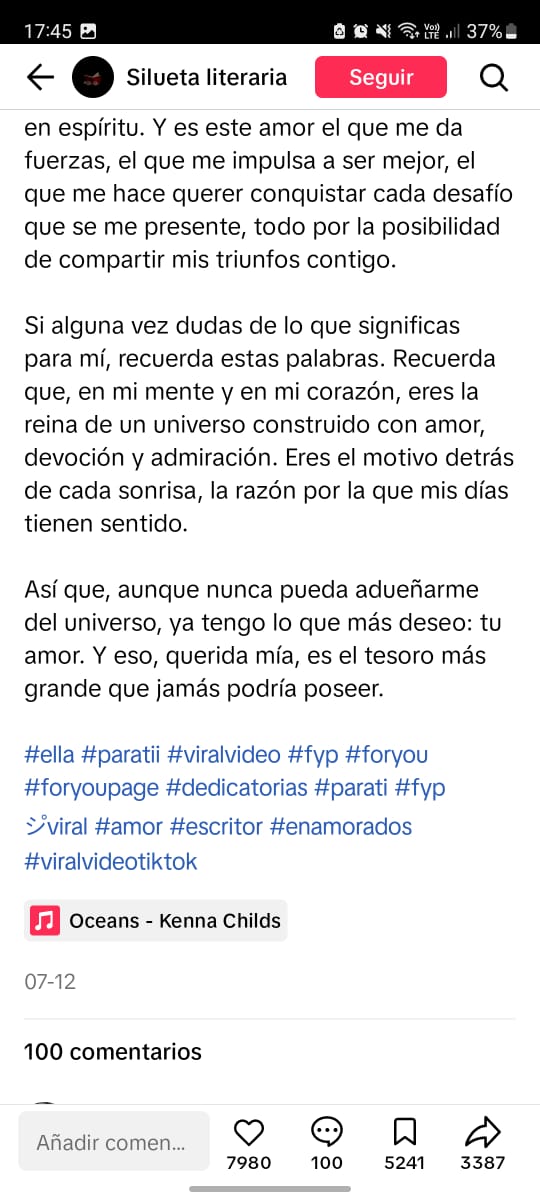 17:45
Vo))
LTE
37%
Silueta literaria
Seguir
en espíritu. Y es este amor el que me da
fuerzas, el que me impulsa a ser mejor, el
que me hace querer conquistar cada desafío
que se me presente, todo por la posibilidad
de compartir mis triunfos contigo.
Si alguna vez dudas de lo que significas
para mí, recuerda estas palabras. Recuerda
que, en mi mente y en mi corazón, eres la
reina de un universo construido con amor,
devoción y admiración. Eres el motivo detrás
de cada sonrisa, la razón por la que mis días
tienen sentido.
Así que, aunque nunca pueda adueñarme
del universo, ya tengo lo que más deseo: tu
amor. Y eso, querida mía, es el tesoro más
grande que jamás podría poseer.
#ella #paratii #viralvideo #fyp #foryou
#foryoupage #dedicatorias #parati #fyp
ジviral #amor #escritor #enamorados
#viralvideotiktok
Oceans - Kenna Childs
07-12
100 comentarios
Añadir comen...
7980
100
5241
3387